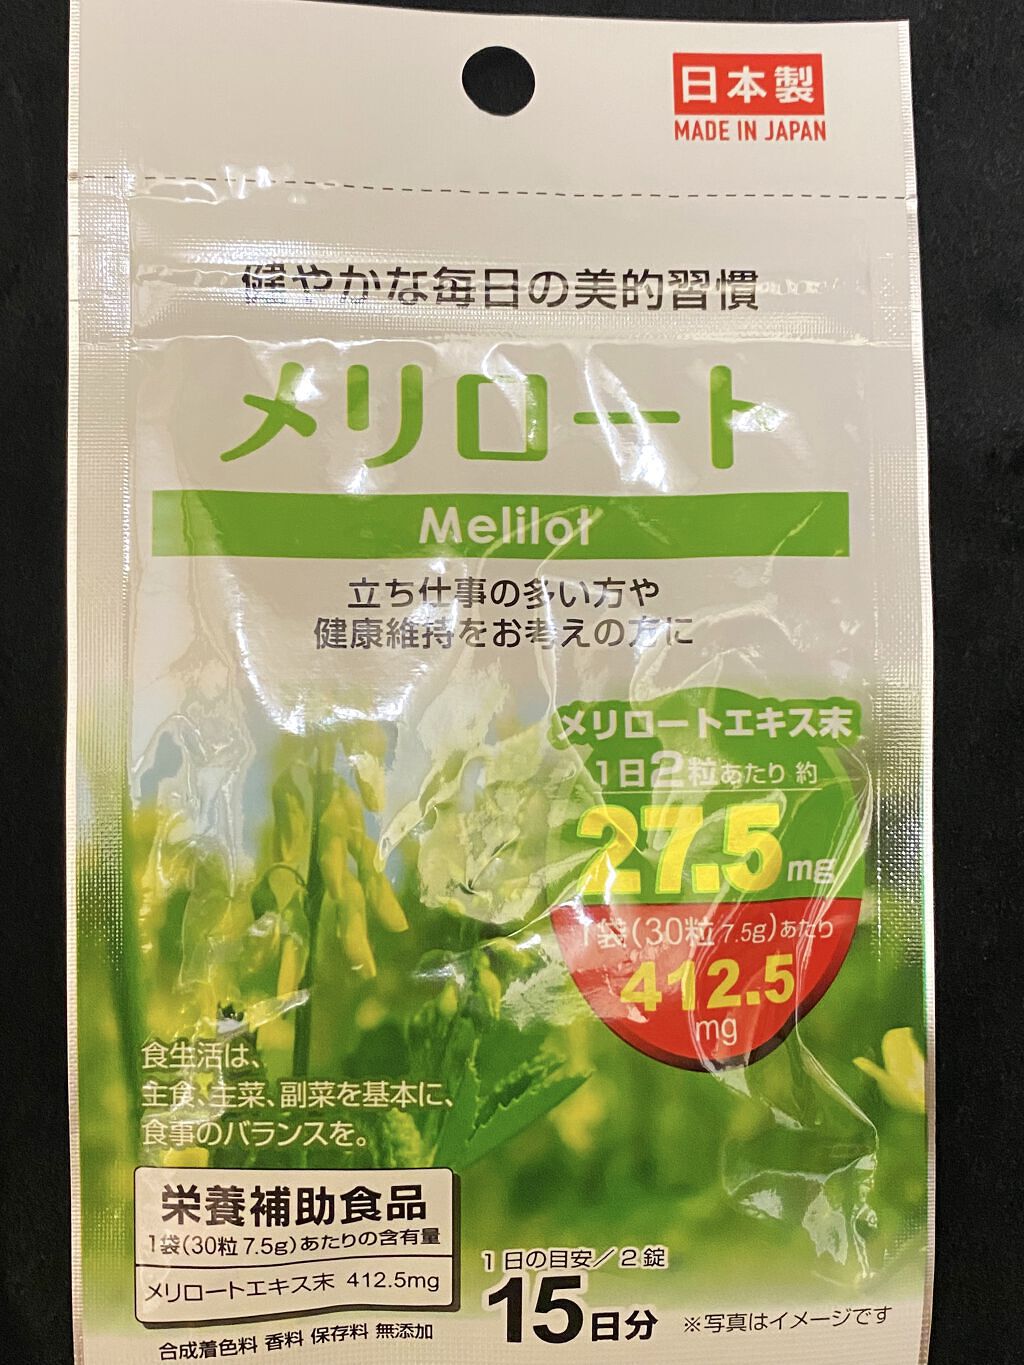 日本製
MADE IN JAPAN
健やかな毎日の美的習慣
メリロート
Melilot
立ち仕事の多い方や
健康維持をお考えの方に
メリロートエキス末
1日2粒あたり 約
27.5mg
1袋(30粒 7.5g)あたり
412.5
mg
食生活は、
主食、主菜、副菜を基本に、
食事のバランスを。
栄養補助食品
1袋(30粒 7.5g)あたりの含有量
メリロートエキス末 412.5mg
合成着色料 香料 保存料 無添加
1日の目安／2錠
15日分
※写真はイメージです